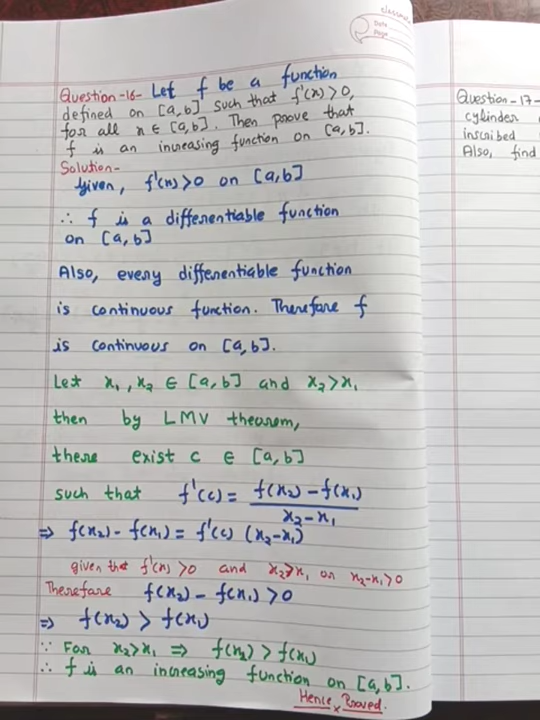 classmate
Date
Page
Question-16- Let f be a function
defined on [a,b] such that f'(x) > 0,
for all x ∈ [a,b]. Then prove that
f is an increasing function on [a,b].
Solution-
Given, f'(x) > 0 on [a,b]
∴ f is a differentiable function
on [a,b]
Also, every differentiable function
is continuous function. Therefore f
is continuous on [a,b].
Let x₁, x₂ ∈ [a,b] and x₂ > x₁
then by LMV theorem,
there exist c ∈ [a,b]
such that f'(c) = f(x₂) - f(x₁) / x₂ - x₁
⇒ f(x₂) - f(x₁) = f'(c) (x₂-x₁)
given that f'(x) > 0 and x₂ > x₁ or x₂-x₁ > 0
Therefore f(x₂) - f(x₁) > 0
⇒ f(x₂) > f(x₁)
∵ For x₂ > x₁ ⇒ f(x₂) > f(x₁)
∴ f is an increasing function on [a,b].
Hence Proved.
Question-17-
cylinder
inscribed
Also, find